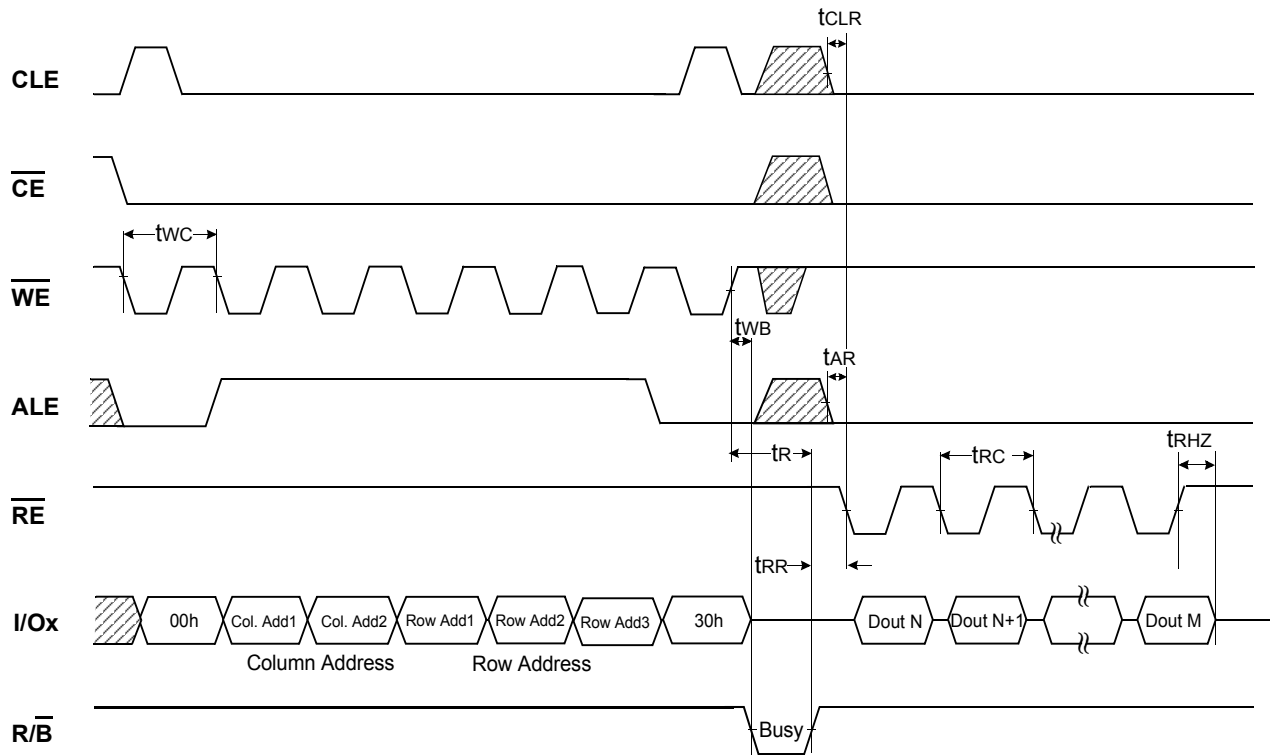 tCLR
CLE
CE
tWC
WE
tWB
tAR
ALE
tR
tRC
tRHZ
RE
tRR
I/Ox
00h
Col. Add1
Col. Add2
Row Add1
Row Add2
Row Add3
30h
Dout N
Dout N+1
Dout M
Column Address
Row Address
R/B
Busy